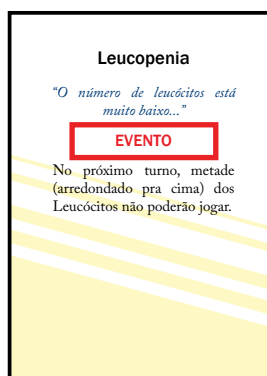 Leucopenia
“O número de leucócitos está
muito baixo...”
EVENTO
No próximo turno, metade
(arredondado pra cima) dos
Leucócitos não poderão jogar.